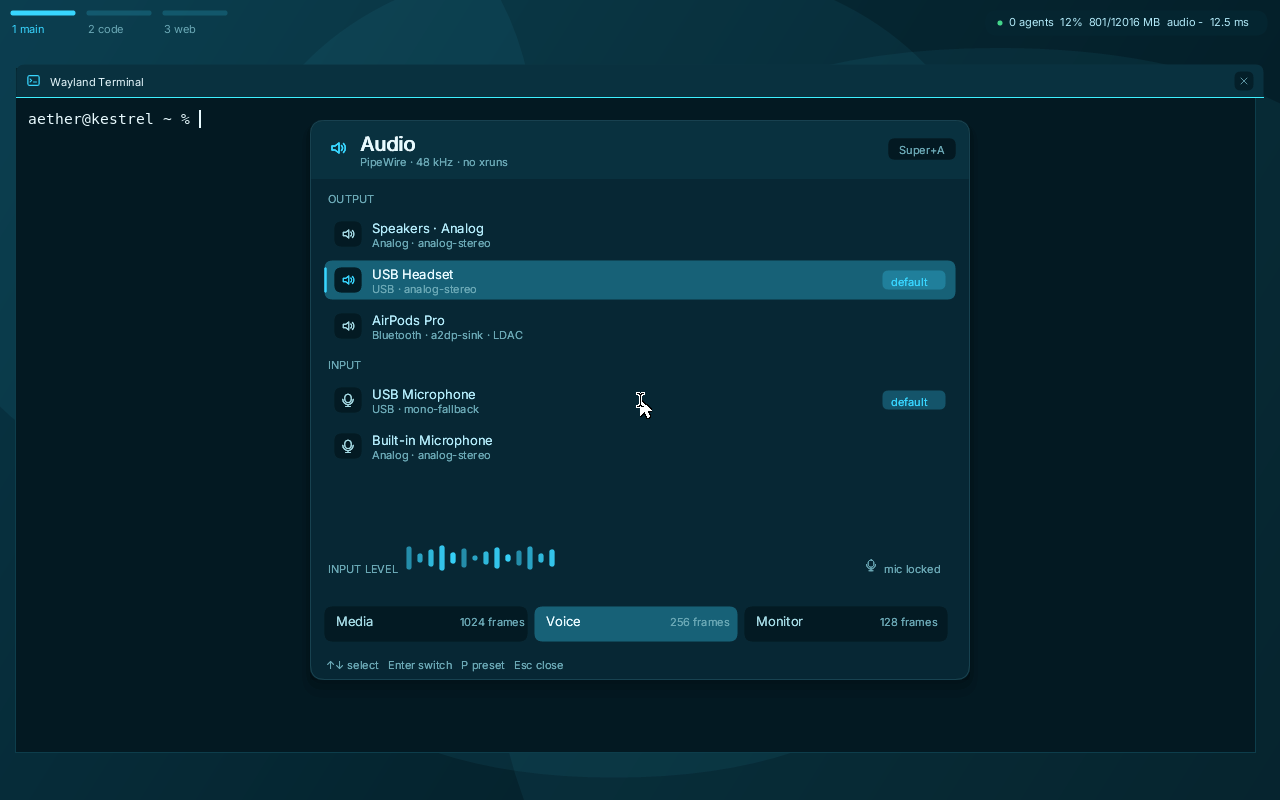 1 main 2 code 3 web
0 agents 12% 801/12016 MB audio - 12.5 ms
Wayland Terminal
aether@kestrel ~ %
Audio
PipeWire · 48 kHz · no xruns
Super+A
OUTPUT
Speakers · Analog
Analog · analog-stereo
USB Headset
USB · analog-stereo
default
AirPods Pro
Bluetooth · a2dp-sink · LDAC
INPUT
USB Microphone
USB · mono-fallback
default
Built-in Microphone
Analog · analog-stereo
INPUT LEVEL
mic locked
Media 1024 frames
Voice 256 frames
Monitor 128 frames
↑↓ select Enter switch P preset Esc close